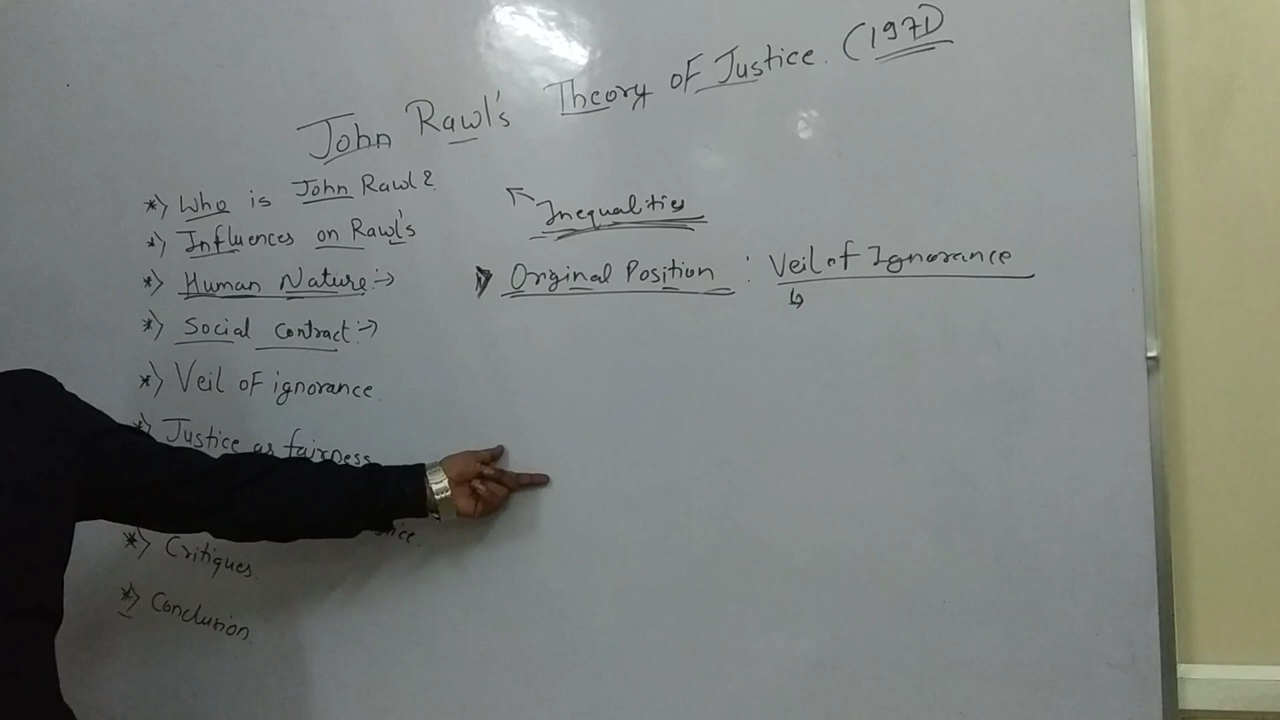 John Rawl's Theory of Justice. (1971)
*) Who is John Rawl?
*) Influences on Rawl's
*) Human Nature :->
*) Social contract :->
*) Veil of ignorance.
*) Justice as fairness
*) Critiques.
*) Conclusion.
Inequalities
Original Position : Veil of Ignorance